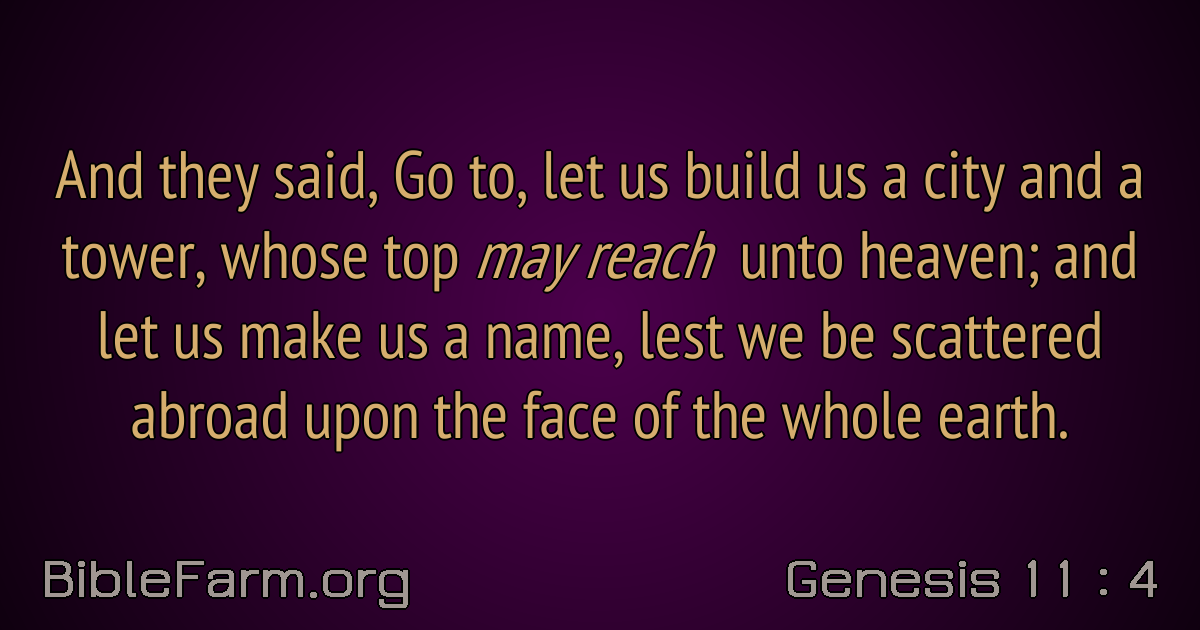 And they said, Go to, let us build us a city and a
tower, whose top may reach unto heaven; and
let us make us a name, lest we be scattered
abroad upon the face of the whole earth.
BibleFarm.org
Genesis 11 : 4